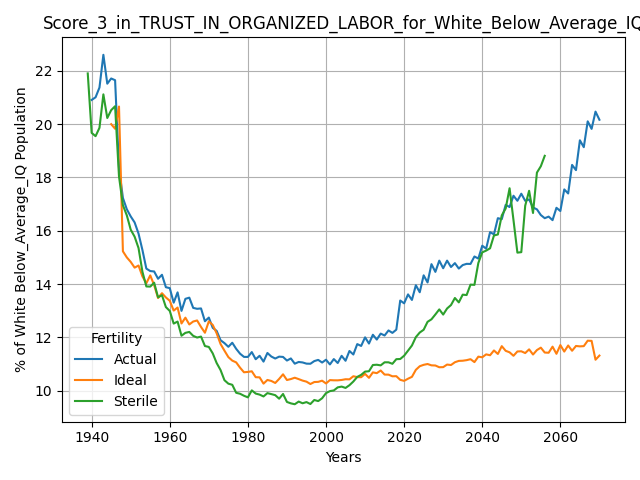 Score_3_in_TRUST_IN_ORGANIZED_LABOR_for_White_Below_Average_IQ
% of White Below_Average_IQ Population
22
20
18
16
14
12
10
Fertility
Actual
Ideal
Sterile
1940 1960 1980 2000 2020 2040 2060
Years